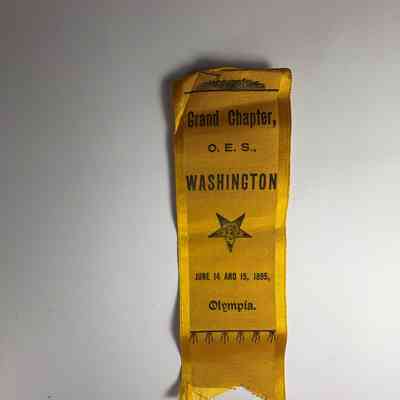 Grand Chapter,
O. E. S.,
WASHINGTON
JUNE 14 AND 15, 1895,
Olympia.